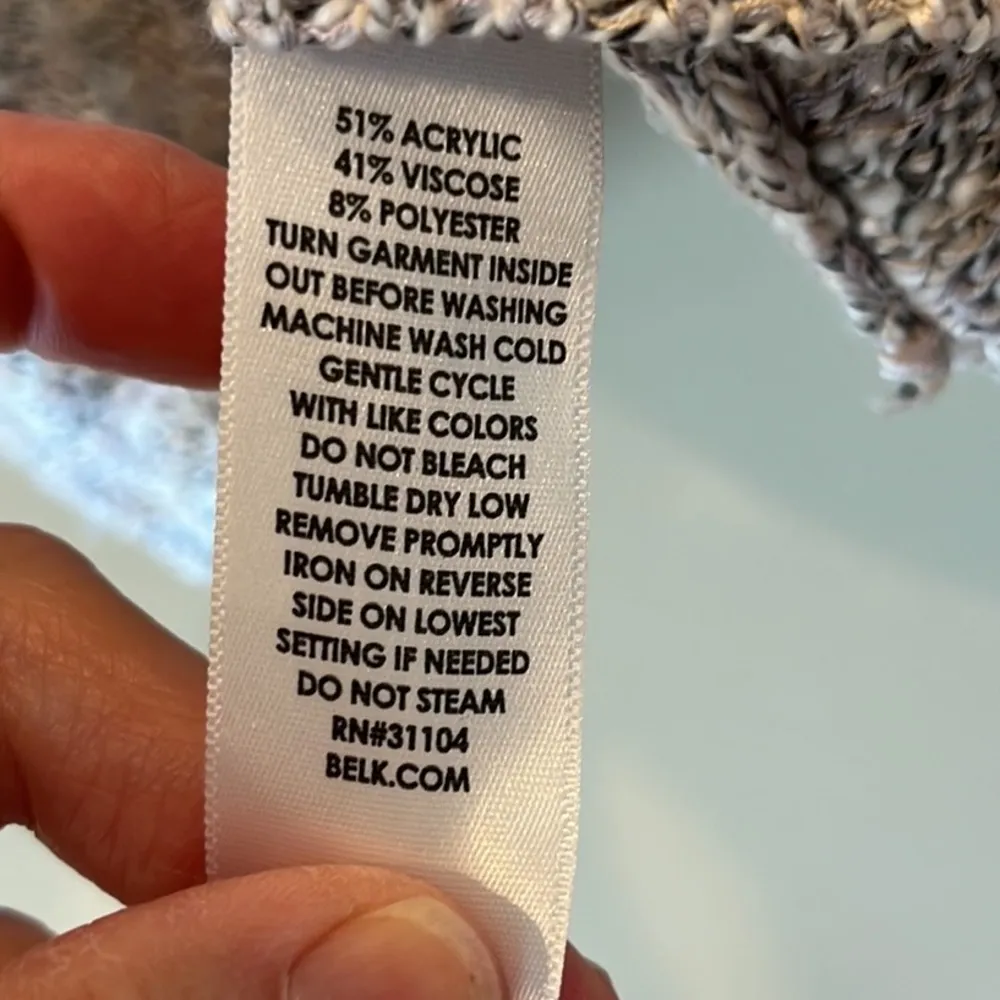 51% ACRYLIC
41% VISCOSE
8% POLYESTER
TURN GARMENT INSIDE
OUT BEFORE WASHING
MACHINE WASH COLD
GENTLE CYCLE
WITH LIKE COLORS
DO NOT BLEACH
TUMBLE DRY LOW
REMOVE PROMPTLY
IRON ON REVERSE
SIDE ON LOWEST
SETTING IF NEEDED
DO NOT STEAM
RN#31104
BELK.COM